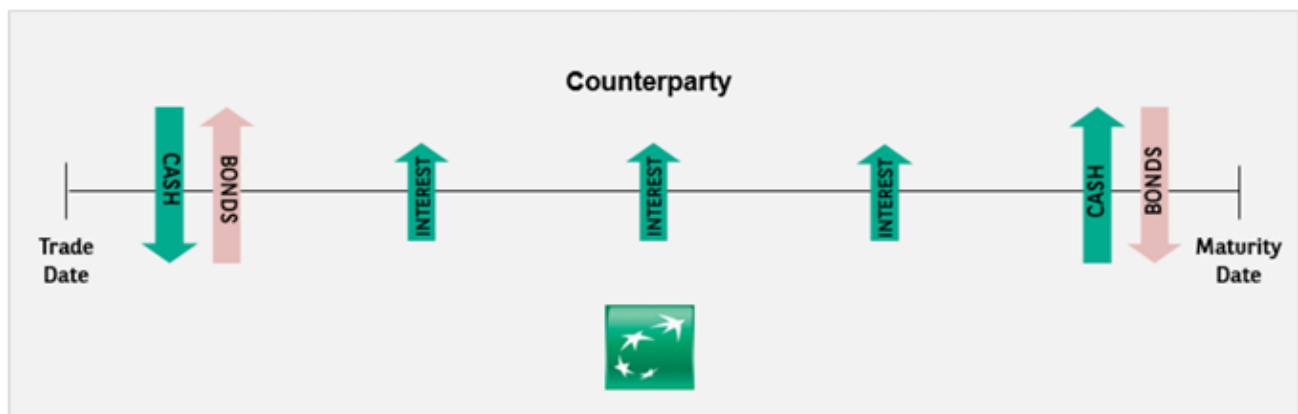 Counterparty
CASH
BONDS
INTEREST
INTEREST
INTEREST
CASH
BONDS
Trade
Date
Maturity
Date